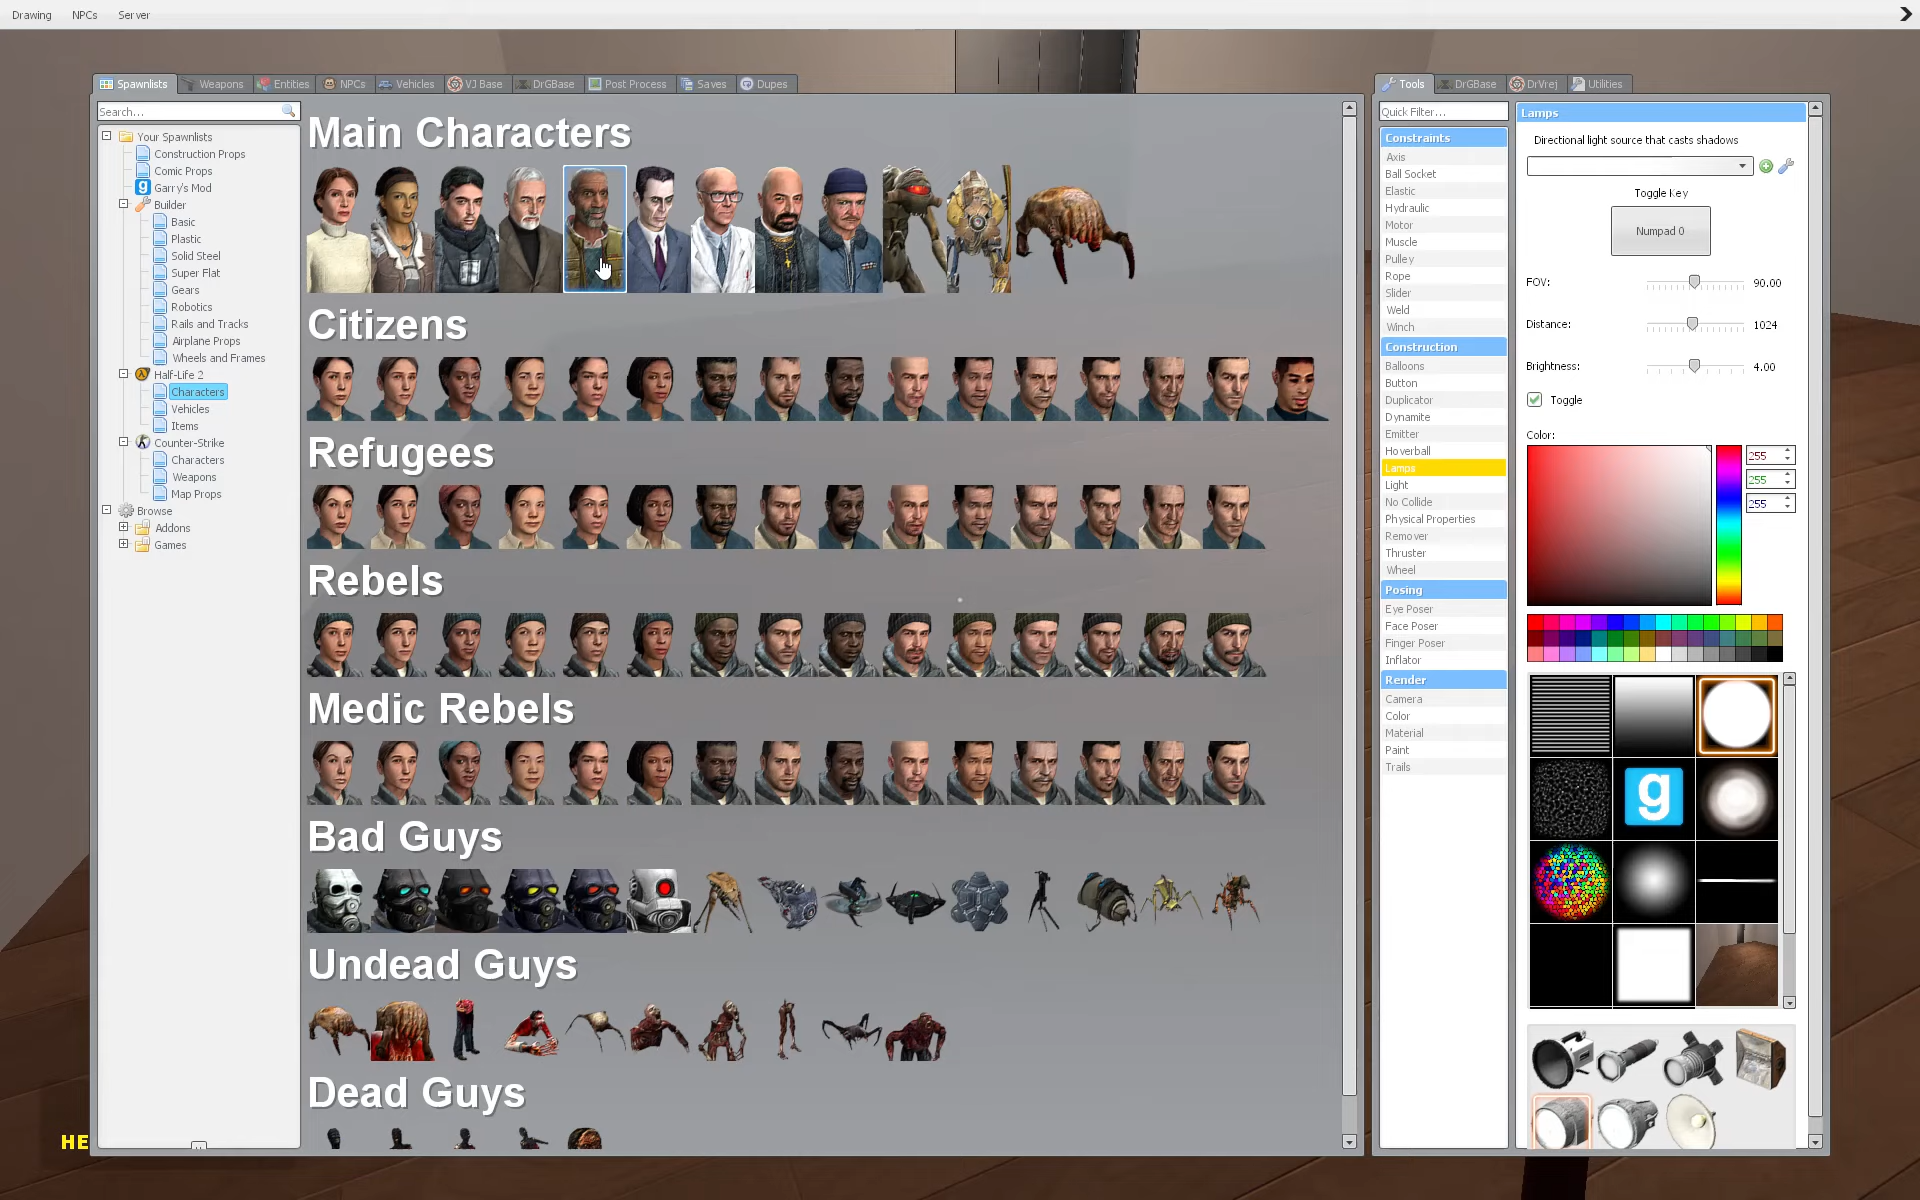 Drawing NPCs Server
Spawnlists Weapons Entities NPCs Vehicles VJ Base DrGBase Post Process Saves Dupes
Search...
Your Spawnlists
Construction Props
Comic Props
Garry's Mod
Builder
Basic
Plastic
Solid Steel
Super Flat
Gears
Robotics
Rails and Tracks
Airplane Props
Wheels and Frames
Half-Life 2
Characters
Vehicles
Items
Counter-Strike
Characters
Weapons
Map Props
Browse
Addons
Games
Main Characters
Citizens
Refugees
Rebels
Medic Rebels
Bad Guys
Undead Guys
Dead Guys
HE
Tools DrGBase DrVrej Utilities
Quick Filter...
Constraints
Axis
Ball Socket
Elastic
Hydraulic
Motor
Muscle
Pulley
Rope
Slider
Weld
Winch
Construction
Balloons
Button
Duplicator
Dynamite
Emitter
Hoverball
Lamps
Light
No Collide
Physical Properties
Remover
Thruster
Wheel
Posing
Eye Poser
Face Poser
Finger Poser
Inflator
Render
Camera
Color
Material
Paint
Trails
Lamps
Directional light source that casts shadows
Toggle Key
Numpad 0
FOV: 90.00
Distance: 1024
Brightness: 4.00
Toggle
Color:
255
255
255
g